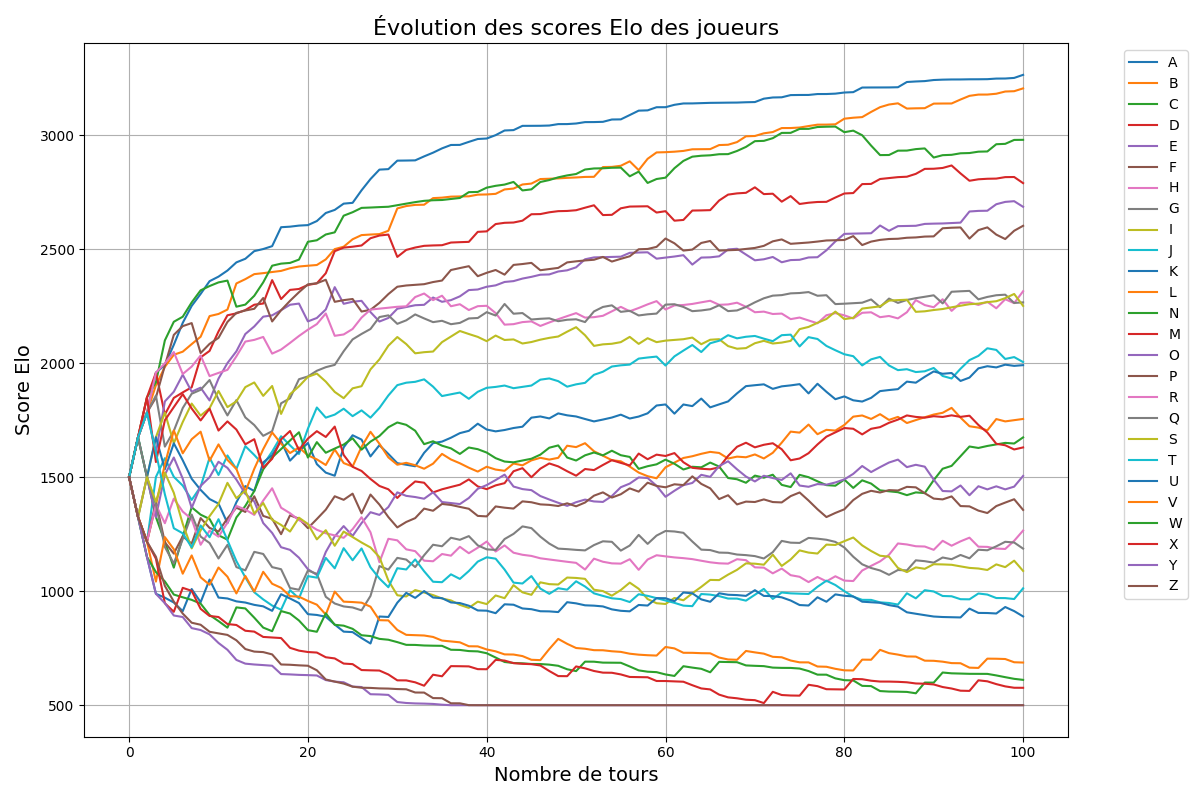 Évolution des scores Elo des joueurs
Score Elo
3000
2500
2000
1500
1000
500
0
20
40
60
80
100
Nombre de tours
A
B
C
D
E
F
H
G
I
J
K
L
N
M
O
P
R
Q
S
T
U
V
W
X
Y
Z